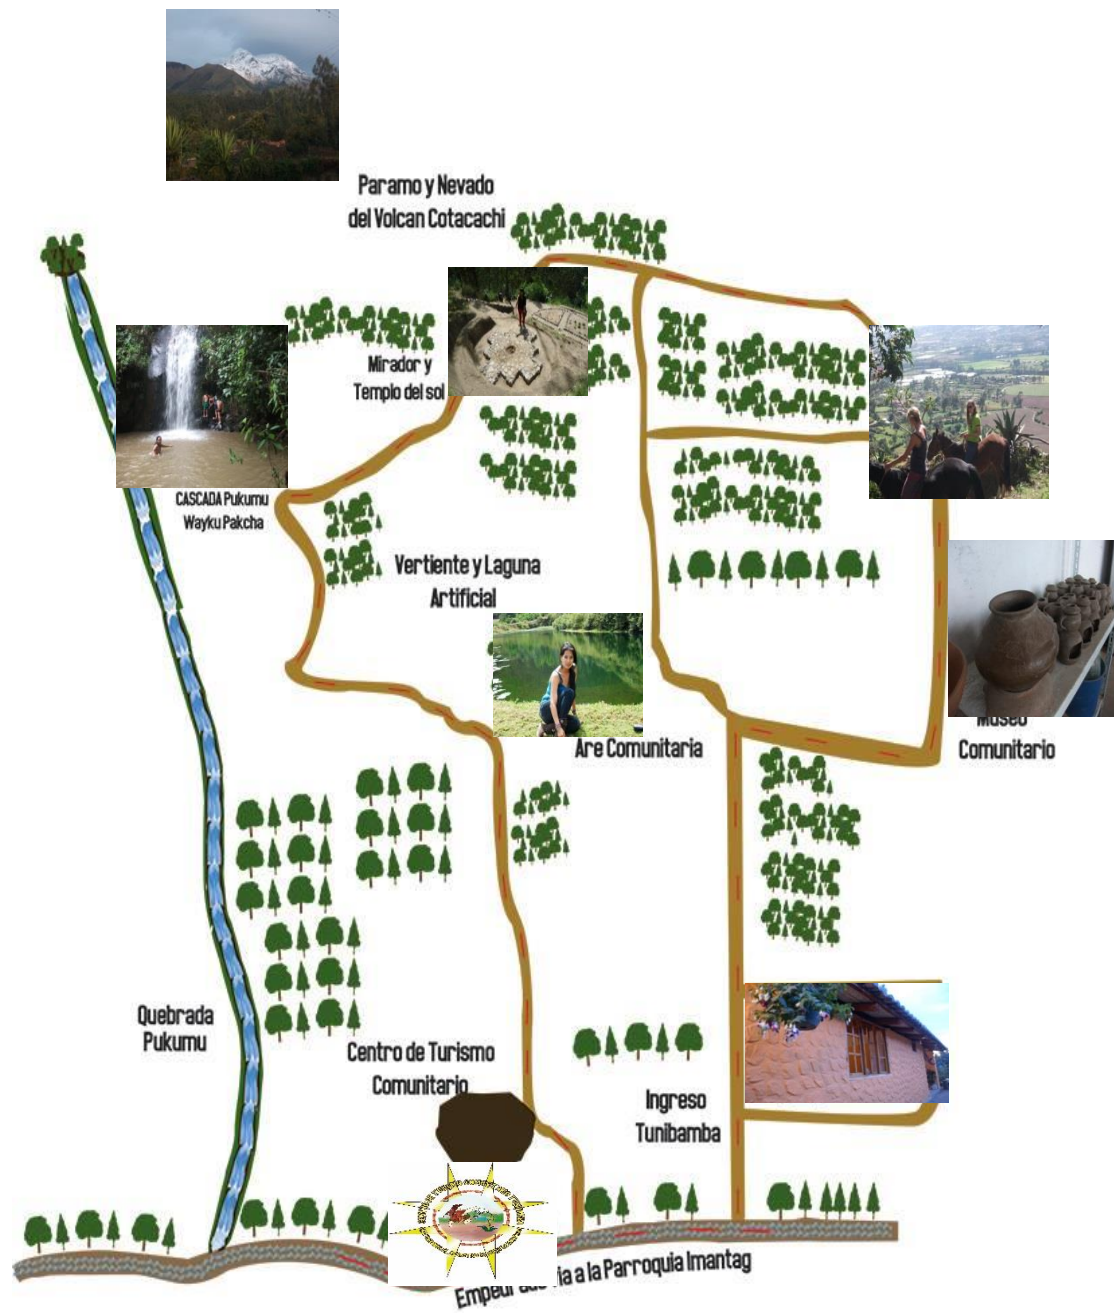 Paramo y Nevado
del Volcan Cotacachi
Mirador y
Templo del sol
CASCADA Pukumu
Wayku Pakcha
Vertiente y Laguna
Artificial
Are Comunitaria
Museo
Comunitario
Quebrada
Pukumu
Centro de Turismo
Comunitario
Ingreso
Tunibamba
a la Parroquia Imantag